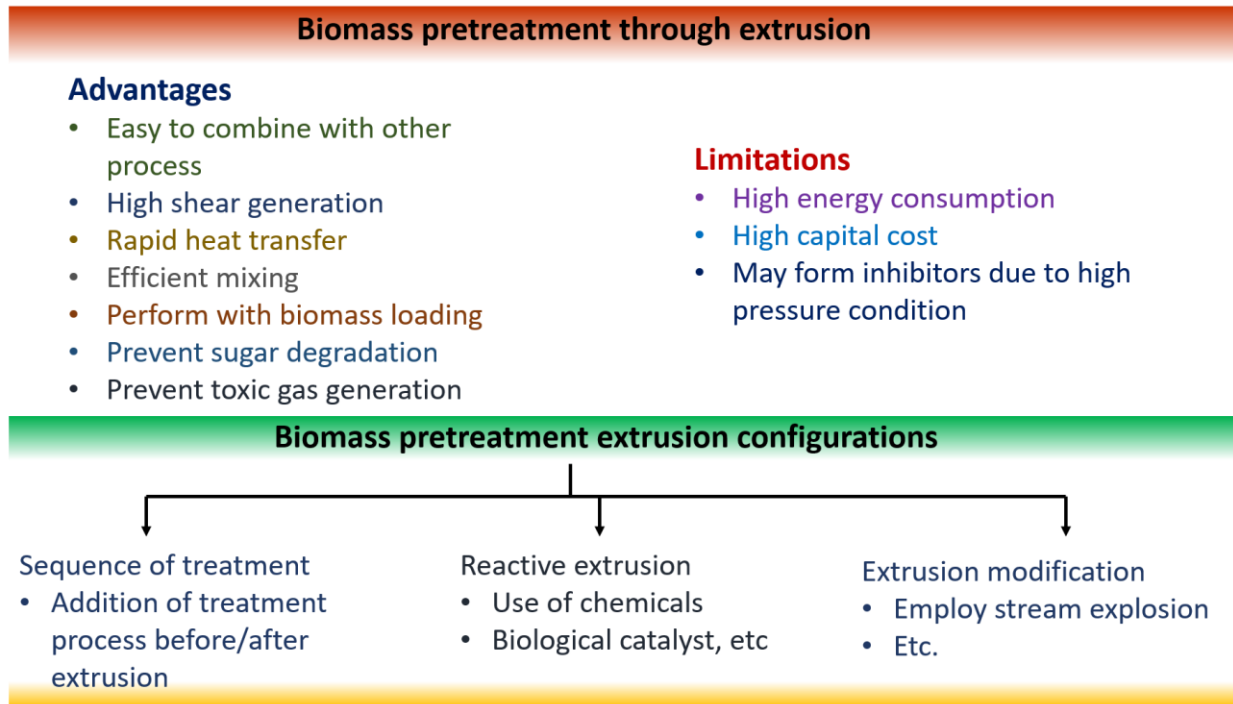 Biomass pretreatment through extrusion
Advantages
• Easy to combine with other
process
• High shear generation
• Rapid heat transfer
• Efficient mixing
• Perform with biomass loading
• Prevent sugar degradation
• Prevent toxic gas generation
Limitations
• High energy consumption
• High capital cost
• May form inhibitors due to high
pressure condition
Biomass pretreatment extrusion configurations
Sequence of treatment
• Addition of treatment
process before/after
extrusion
Reactive extrusion
• Use of chemicals
• Biological catalyst, etc
Extrusion modification
• Employ stream explosion
• Etc.